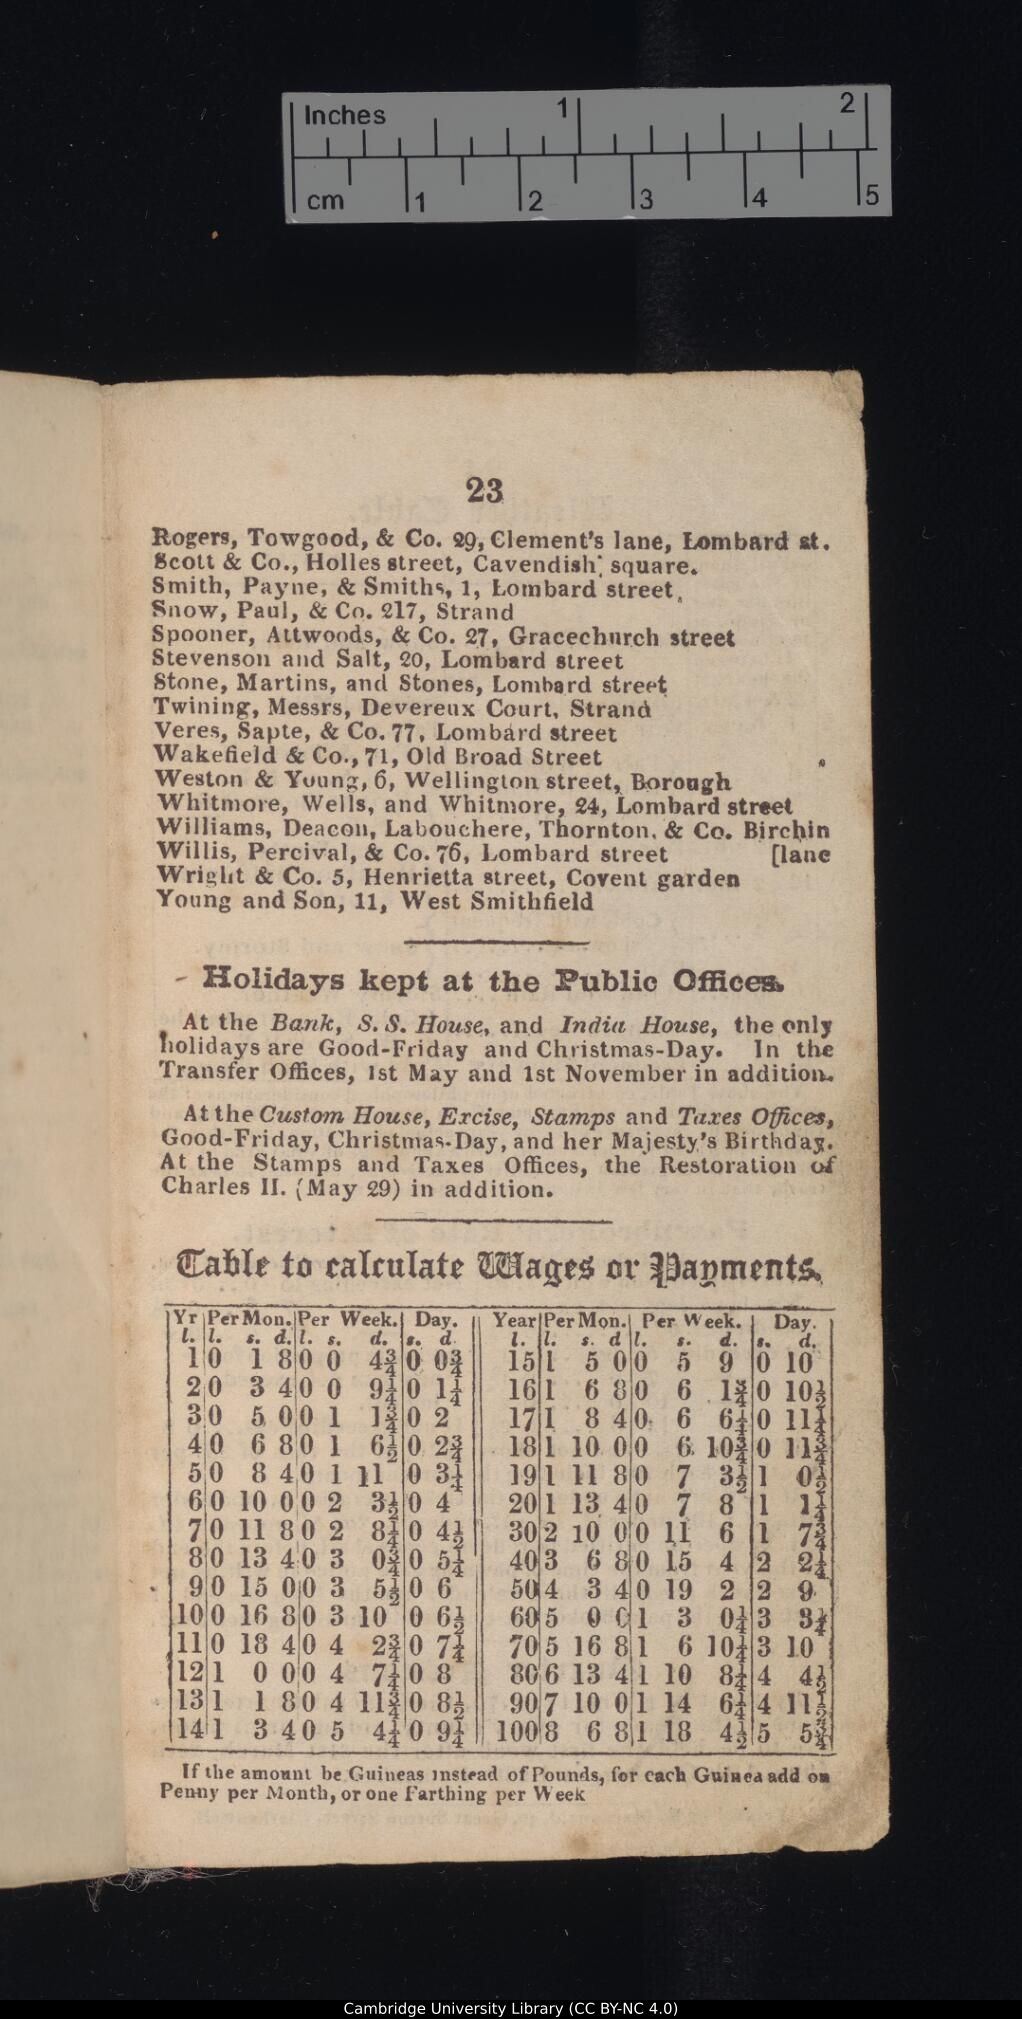 Inches 1 2
cm 1 2 3 4 5
23
Rogers, Towgood, & Co. 29, Clement's lane, Lombard st.
Scott & Co., Holles street, Cavendish square.
Smith, Payne, & Smiths, 1, Lombard street.
Snow, Paul, & Co. 217, Strand
Spooner, Attwoods, & Co. 27, Gracechurch street
Stevenson and Salt, 20, Lombard street
Stone, Martins, and Stones, Lombard street
Twining, Messrs, Devereux Court, Strand
Veres, Sapte, & Co. 77, Lombard street
Wakefield & Co., 71, Old Broad Street
Weston & Young, 6, Wellington street, Borough
Whitmore, Wells, and Whitmore, 24, Lombard street
Williams, Deacon, Labouchere, Thornton, & Co. Birchin
Willis, Percival, & Co. 76, Lombard street [lane
Wright & Co. 5, Henrietta street, Covent garden
Young and Son, 11, West Smithfield
Holidays kept at the Public Offices.
At the Bank, S. S. House, and India House, the only
holidays are Good-Friday and Christmas-Day. In the
Transfer Offices, 1st May and 1st November in addition.
At the Custom House, Excise, Stamps and Taxes Offices,
Good-Friday, Christmas-Day, and her Majesty's Birthday.
At the Stamps and Taxes Offices, the Restoration of
Charles II. (May 29) in addition.
Table to calculate Wages or Payments.
Yr Per Mon. Per Week. Day. Year Per Mon. Per Week. Day.
l. l. s. d. l. s. d. s. d. l. l. s. d l. s. d. s. d.
1 0 1 8 0 0 4¾ 0 0¾ 15 1 5 0 0 5 9 0 10
2 0 3 4 0 0 9¼ 0 1¼ 16 1 6 8 0 6 1¾ 0 10½
3 0 5 0 0 1 1¾ 0 2 17 1 8 4 0 6 6¼ 0 11¼
4 0 6 8 0 1 6½ 0 2¾ 18 1 10 0 0 6 10¾ 0 11¾
5 0 8 4 0 1 11 0 3¼ 19 1 11 8 0 7 3½ 1 0½
6 0 10 0 0 2 3½ 0 4 20 1 13 4 0 7 8 1 1¼
7 0 11 8 0 2 8¼ 0 4½ 30 2 10 0 0 11 6 1 7¾
8 0 13 4 0 3 0¾ 0 5¼ 40 3 6 8 0 15 4 2 2¼
9 0 15 0 0 3 5½ 0 6 50 4 3 4 0 19 2 2 9
10 0 16 8 0 3 10 0 6½ 60 5 0 0 1 3 0¼ 3 3¼
11 0 18 4 0 4 2¾ 0 7¼ 70 5 16 8 1 6 10¼ 3 10
12 1 0 0 0 4 7¼ 0 8 80 6 13 4 1 10 8¼ 4 4½
13 1 1 8 0 4 11¾ 0 8½ 90 7 10 0 1 14 6¼ 4 11½
14 1 3 4 0 5 4¼ 0 9¼ 100 8 6 8 1 18 4½ 5 5¾
If the amount be Guineas instead of Pounds, for each Guinea add on
Penny per Month, or one Farthing per Week
Cambridge University Library (CC BY-NC 4.0)